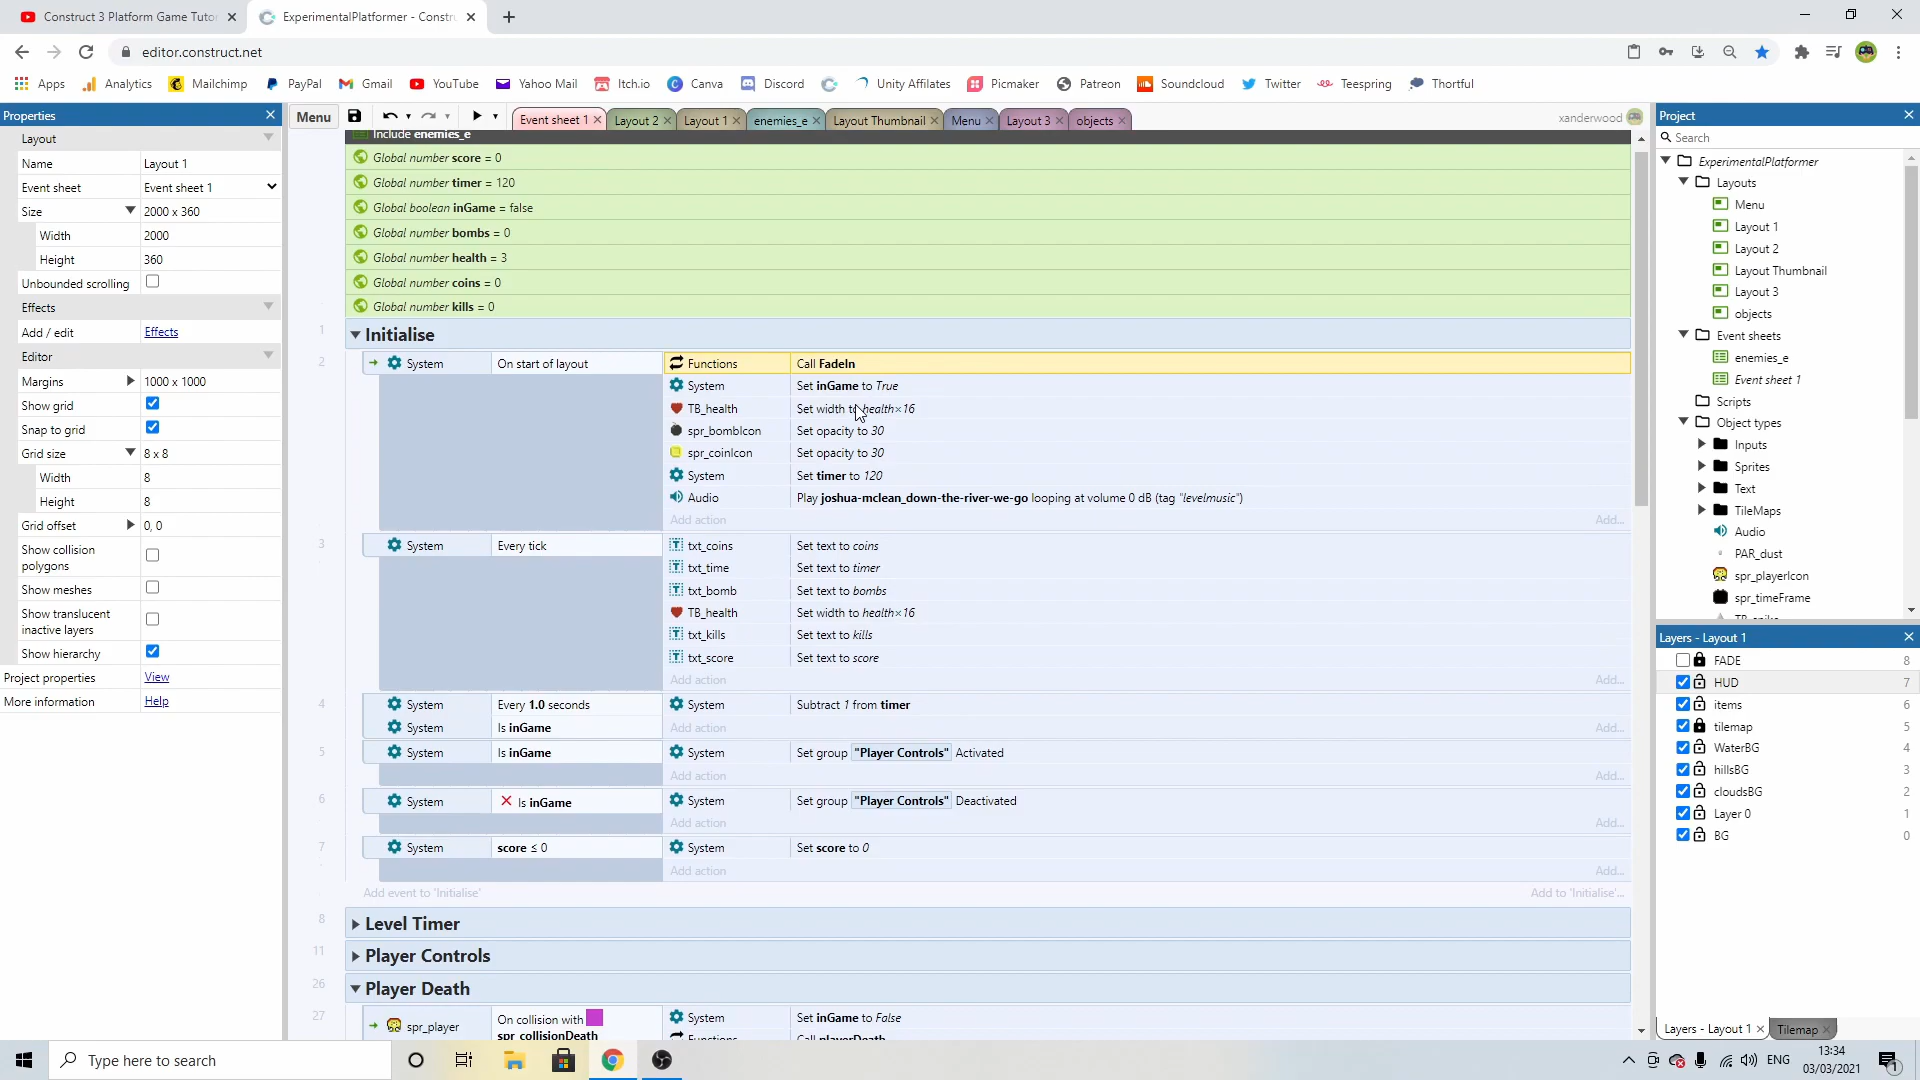 Construct 3 Platform Game Tutor
ExperimentalPlatformer - Constru
editor.construct.net
Apps
Analytics
Mailchimp
PayPal
Gmail
YouTube
Yahoo Mail
Itch.io
Canva
Discord
Unity Affilates
Picmaker
Patreon
Soundcloud
Twitter
Teespring
Thortful
Properties
Layout
Name Layout 1
Event sheet Event sheet 1
Size 2000 x 360
Width 2000
Height 360
Unbounded scrolling
Effects
Add / edit Effects
Editor
Margins 1000 x 1000
Show grid
Snap to grid
Grid size 8 x 8
Width 8
Height 8
Grid offset 0, 0
Show collision
polygons
Show meshes
Show translucent
inactive layers
Show hierarchy
Project properties View
More information Help
Menu
Event sheet 1
Layout 2
Layout 1
enemies_e
Layout Thumbnail
Menu
Layout 3
objects
xanderwood
Include enemies_e
Global number score = 0
Global number timer = 120
Global boolean inGame = false
Global number bombs = 0
Global number health = 3
Global number coins = 0
Global number kills = 0
1 Initialise
2 System On start of layout Functions Call FadeIn
System Set inGame to True
TB_health Set width to health×16
spr_bombIcon Set opacity to 30
spr_coinIcon Set opacity to 30
System Set timer to 120
Audio Play joshua-mclean_down-the-river-we-go looping at volume 0 dB (tag "levelmusic")
Add action Add...
3 System Every tick txt_coins Set text to coins
txt_time Set text to timer
txt_bomb Set text to bombs
TB_health Set width to health×16
txt_kills Set text to kills
txt_score Set text to score
Add action Add...
4 System Every 1.0 seconds System Subtract 1 from timer
System Is inGame Add action Add...
5 System Is inGame System Set group "Player Controls" Activated
Add action Add...
6 System Is inGame System Set group "Player Controls" Deactivated
Add action Add...
7 System score ≤ 0 System Set score to 0
Add action Add...
Add event to 'Initialise' Add to 'Initialise'...
8 Level Timer
11 Player Controls
26 Player Death
27 spr_player On collision with
spr_collisionDeath
System Set inGame to False
Functions Call playerDeath
Project
Search
ExperimentalPlatformer
Layouts
Menu
Layout 1
Layout 2
Layout Thumbnail
Layout 3
objects
Event sheets
enemies_e
Event sheet 1
Scripts
Object types
Inputs
Sprites
Text
TileMaps
Audio
PAR_dust
spr_playerIcon
spr_timeFrame
TB_spike
Layers - Layout 1
FADE 8
HUD 7
items 6
tilemap 5
WaterBG 4
hillsBG 3
cloudsBG 2
Layer 0 1
BG 0
Layers - Layout 1
Tilemap
Type here to search
ENG
13:34
03/03/2021
1